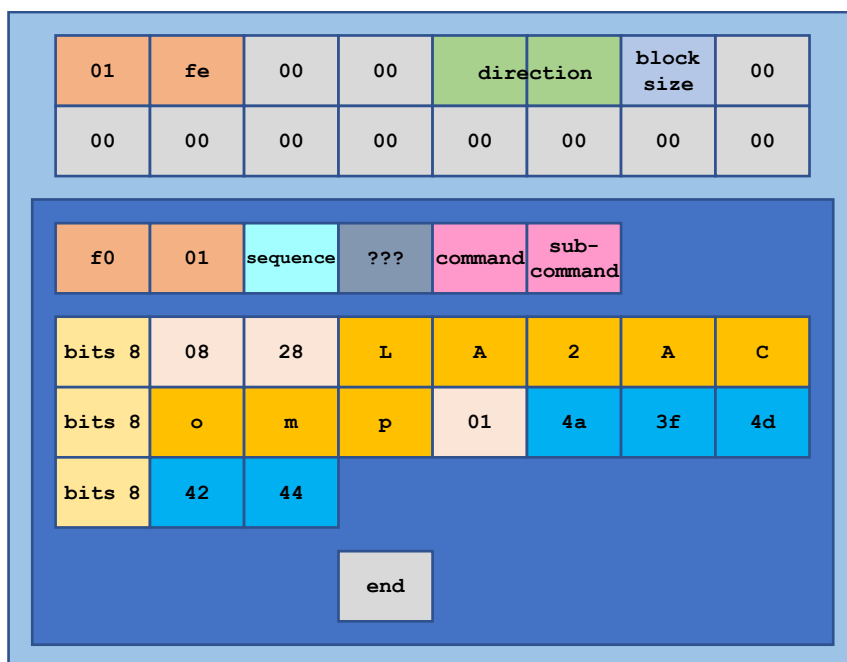 01 fe 00 00 direction block size 00
00 00 00 00 00 00 00 00
f0 01 sequence ??? command sub-command
bits 8 08 28 L A 2 A C
bits 8 o m p 01 4a 3f 4d
bits 8 42 44
end